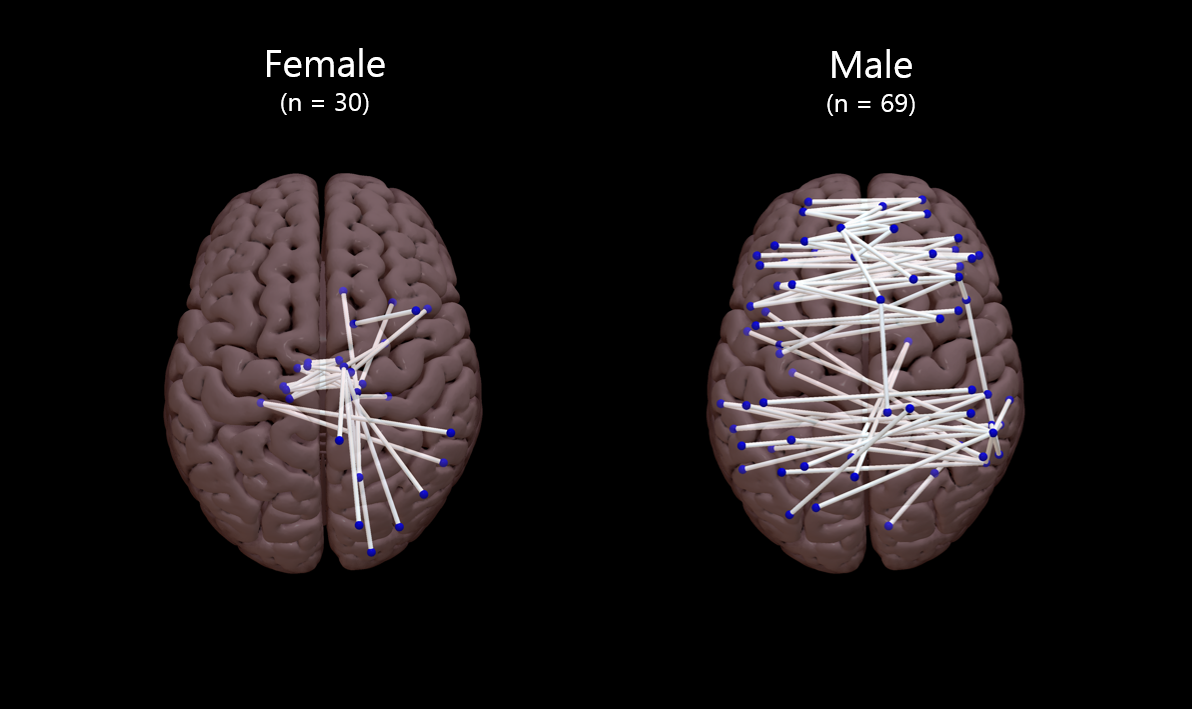 Female
(n = 30)
Male
(n = 69)